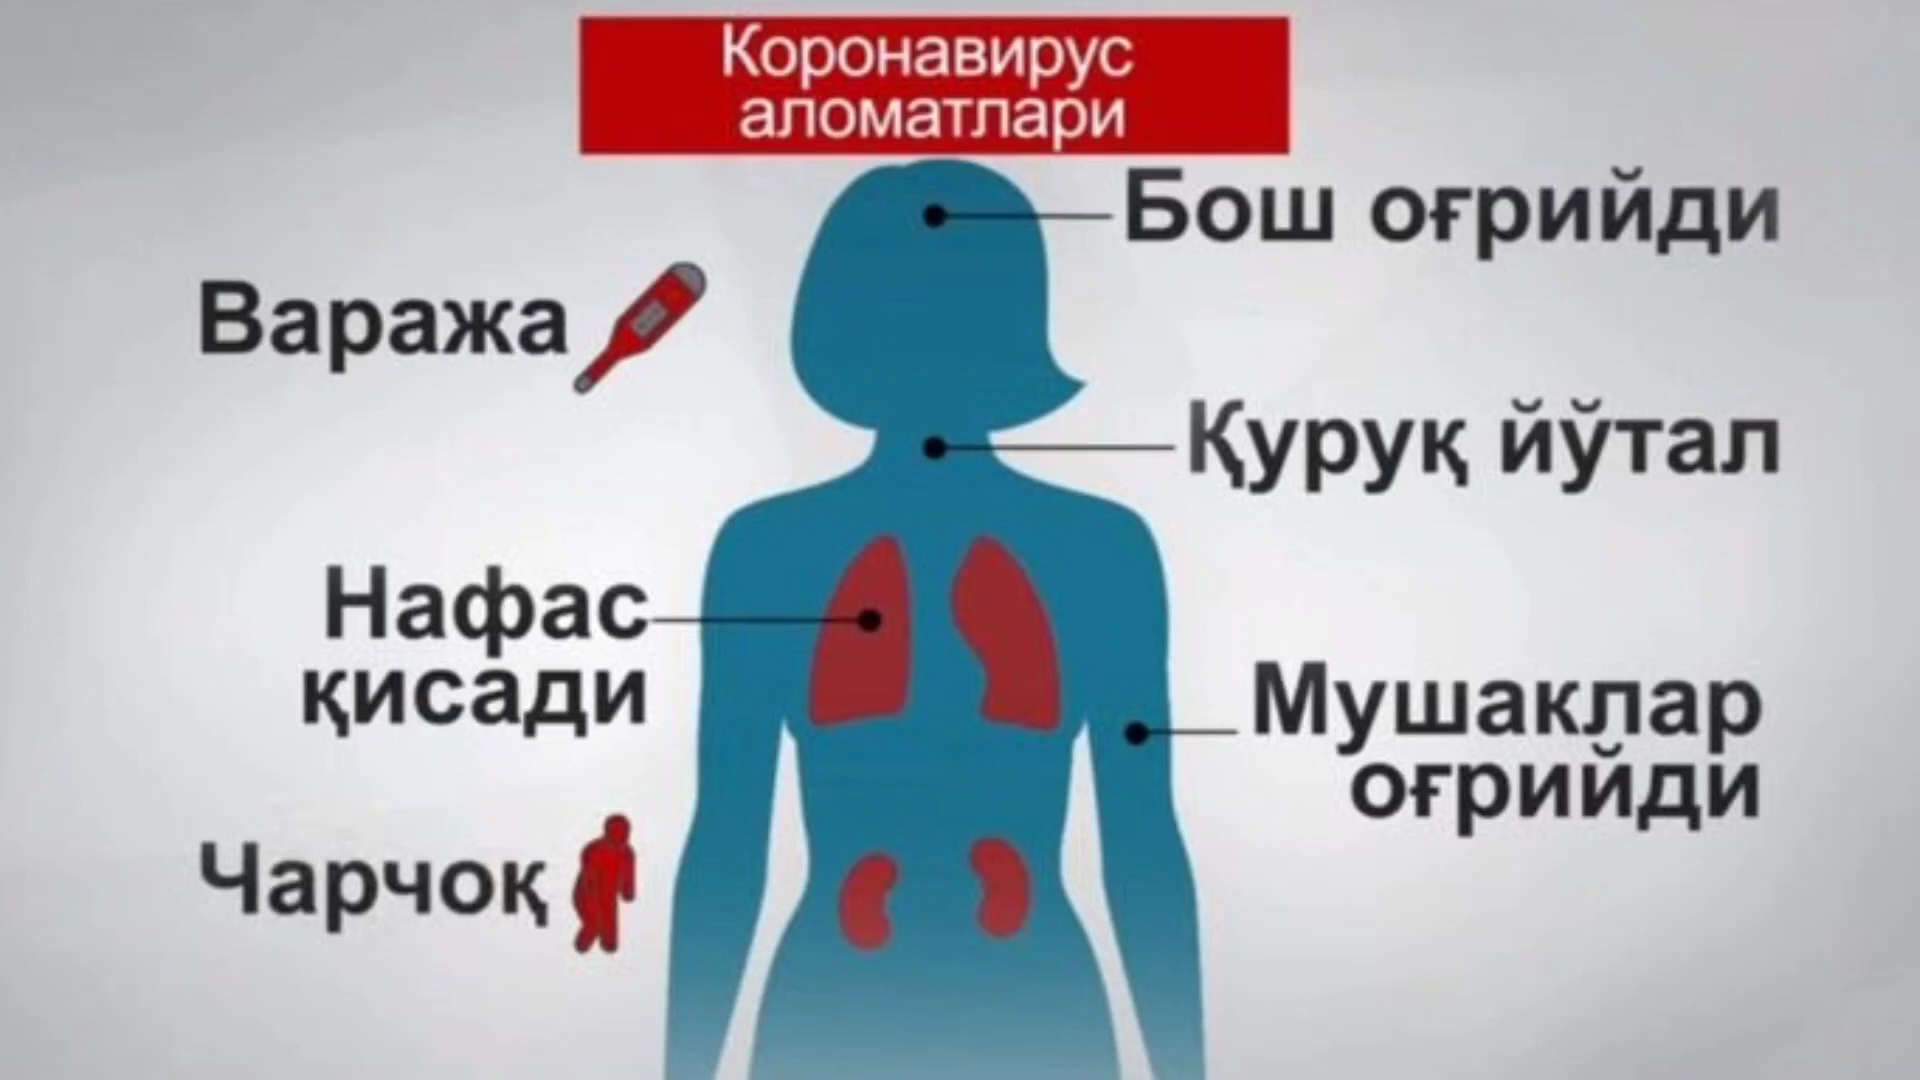 Коронавирус
аломатлари
Бош оғрийди
Ваража
Қуруқ йўтал
Нафас
қисади
Мушаклар
оғрийди
Чарчоқ